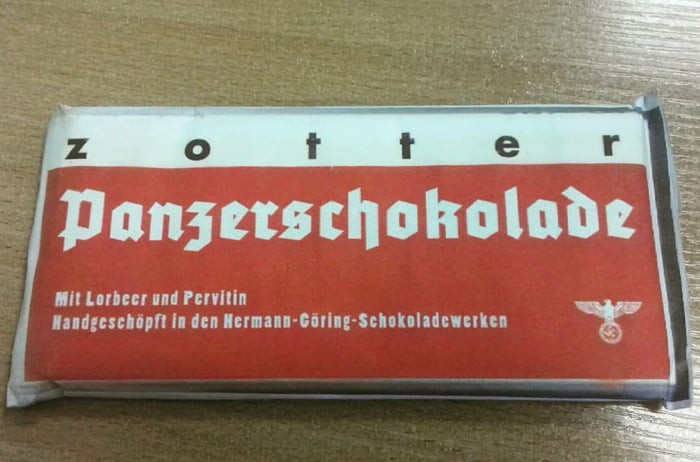 zotter
Panzerschokolade
Mit Lorbeer und Pervitin
Handgeschöpft in den Hermann-Göring-Schokoladewerken